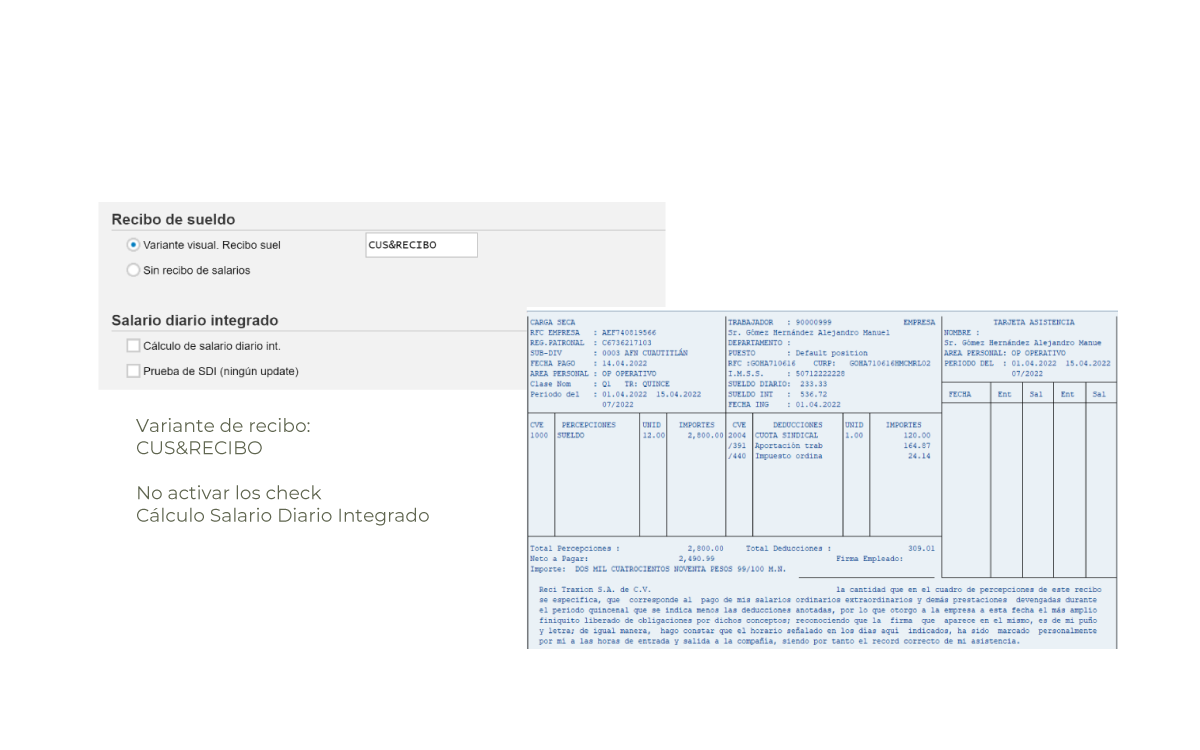 Recibo de sueldo
Variante visual. Recibo suel CUS&RECIBO
Sin recibo de salarios
Salario diario integrado
Cálculo de salario diario int.
Prueba de SDI (ningún update)
Variante de recibo:
CUS&RECIBO
No activar los check
Cálculo Salario Diario Integrado
CARGA SECA
RFC EMPRESA : AEF740819566
REG.PATRONAL : C6736217103
SUB-DIV : 0003 AFN CUAUTITLÁN
FECHA PAGO : 14.04.2022
AREA PERSONAL : OP OPERATIVO
Clase Nom : Q1 TR: QUINCE
Periodo del : 01.04.2022 15.04.2022
07/2022
TRABAJADOR : 90000999 EMPRESA
Sr. Gómez Hernández Alejandro Manuel
DEPARTAMENTO :
PUESTO : Default position
RFC :GOHA710616 CURP: GOHA710616HMCMRL02
I.M.S.S. : 50712222228
SUELDO DIARIO: 233.33
SUELDO INT : 536.72
FECHA ING : 01.04.2022
TARJETA ASISTENCIA
NOMBRE :
Sr. Gómez Hernández Alejandro Manue
AREA PERSONAL: OP OPERATIVO
PERIODO DEL : 01.04.2022 15.04.2022
07/2022
FECHA Ent Sal Ent Sal
CVE PERCEPCIONES UNID IMPORTES CVE DEDUCCIONES UNID IMPORTES
1000 SUELDO 12.00 2,800.00 2004 CUOTA SINDICAL 1.00 120.00
/391 Aportación trab 164.87
/440 Impuesto ordina 24.14
Total Percepciones : 2,800.00 Total Deducciones : 309.01
Neto a Pagar: 2,490.99 Firma Empleado:
Importe: DOS MIL CUATROCIENTOS NOVENTA PESOS 99/100 M.N.
Reci Traxion S.A. de C.V. la cantidad que en el cuadro de percepciones de este recibo
se especifica, que corresponde al pago de mis salarios ordinarios extraordinarios y demás prestaciones devengadas durante
el periodo quincenal que se indica menos las deducciones anotadas, por lo que otorgo a la empresa a esta fecha el más amplio
finiquito liberado de obligaciones por dichos conceptos; reconociendo que la firma que aparece en el mismo, es de mi puño
y letra; de igual manera, hago constar que el horario señalado en los días aquí indicados, ha sido marcado personalmente
por mi a las horas de entrada y salida a la compañía, siendo por tanto el record correcto de mi asistencia.